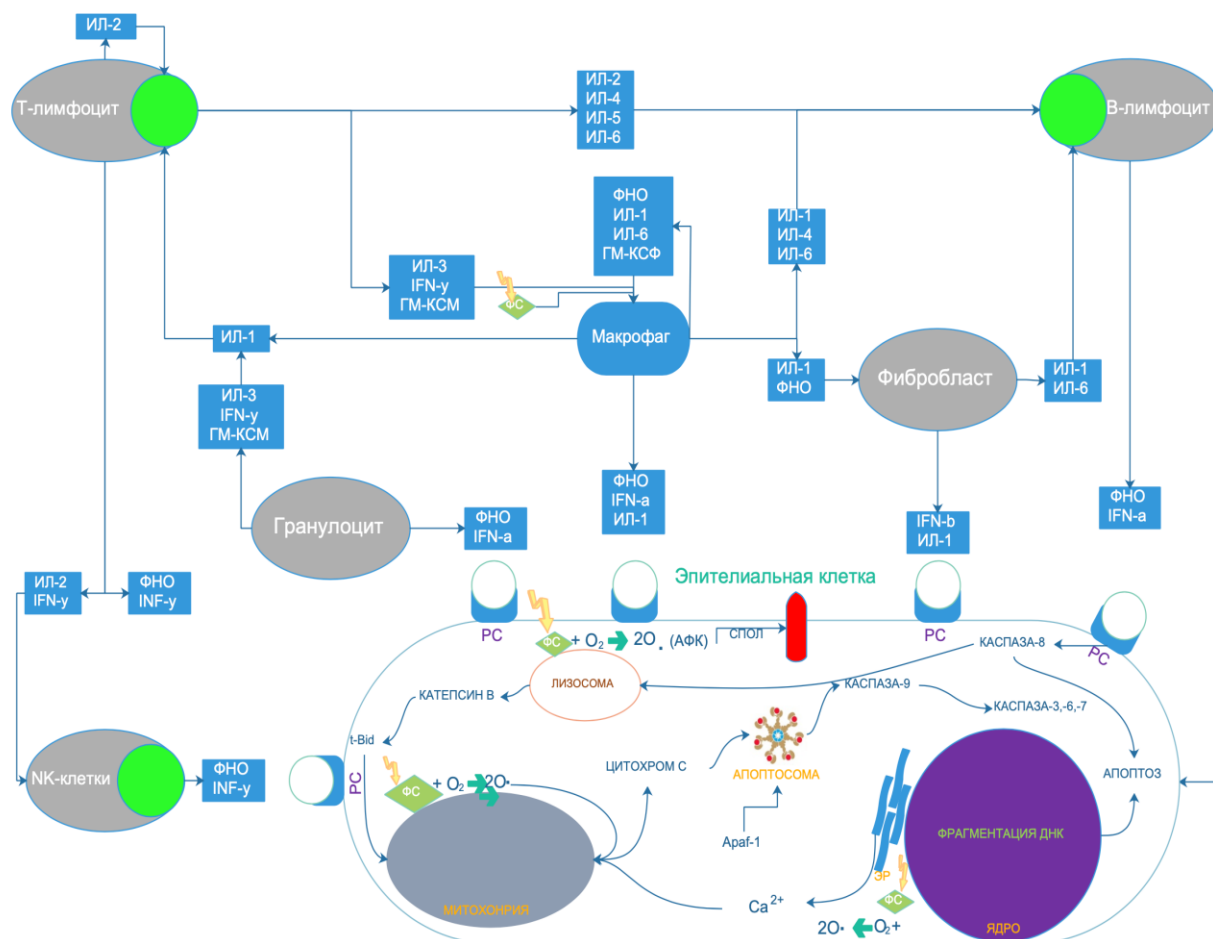 ИЛ-2
Т-лимфоцит
ИЛ-2
ИЛ-4
ИЛ-5
ИЛ-6
В-лимфоцит
ФНО
ИЛ-1
ИЛ-6
ГМ-КСФ
ИЛ-1
ИЛ-4
ИЛ-6
ИЛ-3
IFN-y
ГМ-КСМ
ФС
Макрофаг
ИЛ-1
ИЛ-1
ФНО
Фибробласт
ИЛ-1
ИЛ-6
ИЛ-3
IFN-y
ГМ-КСМ
ФНО
IFN-a
ИЛ-1
ФНО
IFN-a
Гранулоцит
ФНО
IFN-a
IFN-b
ИЛ-1
ИЛ-2
IFN-y
ФНО
INF-y
Эпителиальная клетка
РС
РС
РС
ФС + O2 2O. (АФК)
СПОЛ
КАСПАЗА-8
ЛИЗОСОМА
КАТЕПСИН В
КАСПАЗА-9
КАСПАЗА-3,-6,-7
t-Bid
NK-клетки
ФНО
INF-y
РС
ФС + O2 2O•
ЦИТОХРОМ С
АПОПТОСОМА
АПОПТОЗ
Apaf-1
ФРАГМЕНТАЦИЯ ДНК
ЭР
ФС
Ca2+
МИТОХОНРИЯ
2O• O2+
ЯДРО